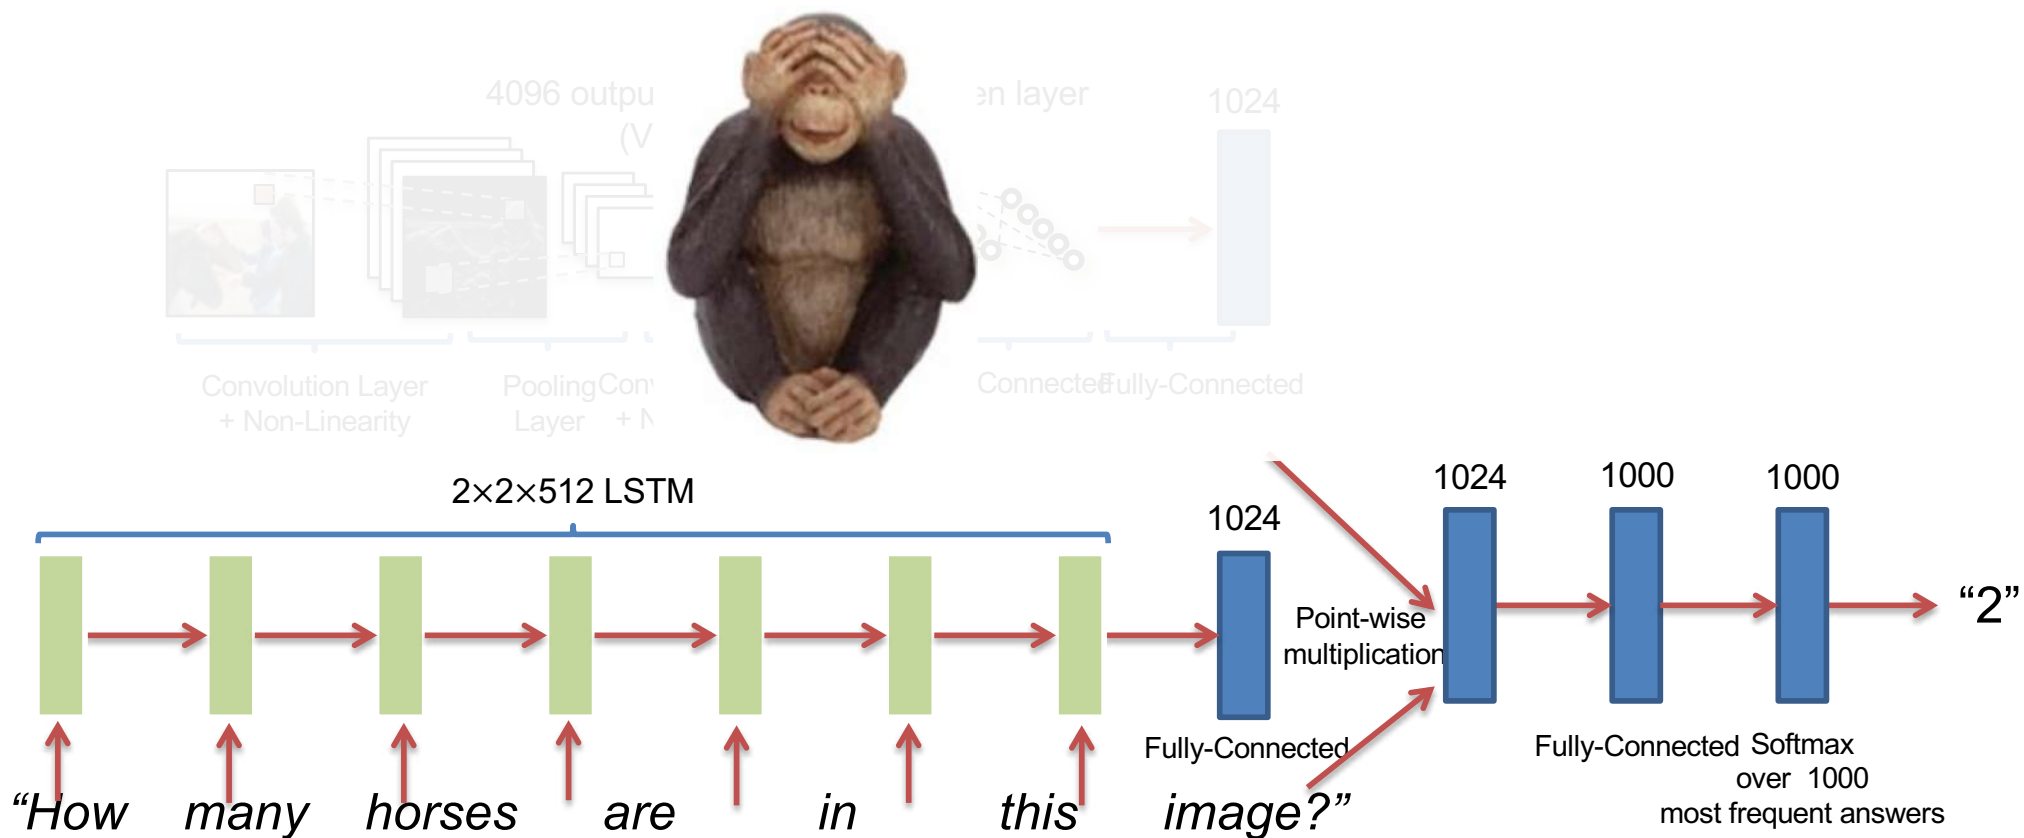 4096 outpu en layer
(V
1024
Convolution Layer
+ Non-Linearity
Pooling
Layer
Conv
+ N
Connected
Fully-Connected
2×2×512 LSTM
1024
1024
1000
1000
Point-wise
multiplication
“2”
Fully-Connected
Fully-Connected
Softmax
over 1000
most frequent answers
“How many horses are in this image?”